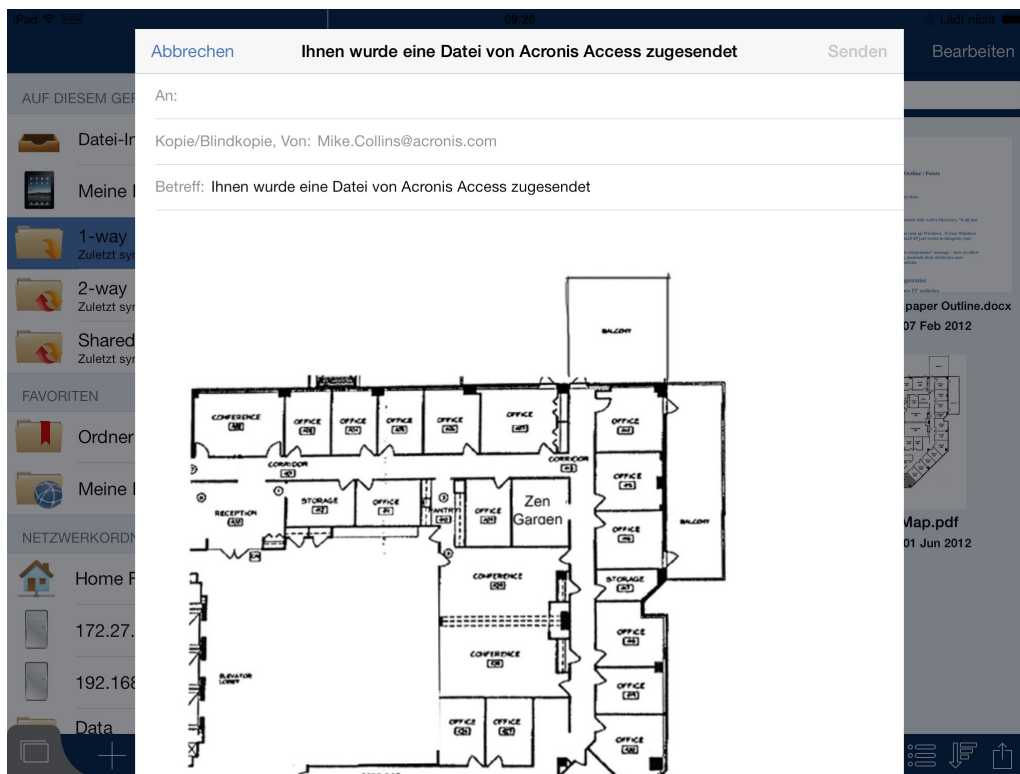 iPad
09:26
Lädt nicht
Abbrechen
Ihnen wurde eine Datei von Acronis Access zugesendet
Senden
Bearbeiten
An:
Kopie/Blindkopie, Von: Mike.Collins@acronis.com
Betreff: Ihnen wurde eine Datei von Acronis Access zugesendet
AUF DIESEM GER
Datei-In
Meine
1-way
Zuletzt syn
2-way
Zuletzt syn
Shared
Zuletzt syn
FAVORITEN
Ordner
Meine
NETZWERKORDN
Home F
172.27.
192.168
Data
BALCONY
CONFERENCE
OFFICE
OFFICE
OFFICE
OFFICE
OFFICE
OFFICE
CORRIDOR
CORRIDOR
OFFICE
RECEPTION
STORAGE
OFFICE
PANTRY
OFFICE
Zen
Garden
OFFICE
BALCONY
CONFERENCE
STORAGE
OFFICE
CONFERENCE
OFFICE
ELEVATOR
LOBBY
OFFICE
OFFICE
OFFICE
paper Outline.docx
07 Feb 2012
Map.pdf
01 Jun 2012